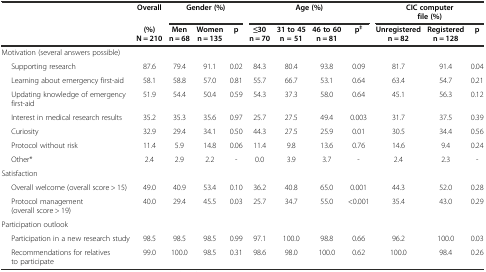 Overall Gender (%) Age (%) CIC computer file (%)
(%) N = 210 Men n = 68 Women n = 135 p ≤30 n = 70 31 to 45 n = 51 46 to 60 n = 81 p‡ Unregistered n = 82 Registered n = 128 p
Motivation (several answers possible)
Supporting research 87.6 79.4 91.1 0.02 84.3 80.4 93.8 0.09 81.7 91.4 0.04
Learning about emergency first-aid 58.1 58.8 57.0 0.81 55.7 66.7 53.1 0.64 63.4 54.7 0.21
Updating knowledge of emergency first-aid 51.9 54.4 50.4 0.59 54.3 37.3 58.0 0.64 45.1 56.3 0.12
Interest in medical research results 35.2 35.3 35.6 0.97 25.7 27.5 49.4 0.003 31.7 37.5 0.39
Curiosity 32.9 29.4 34.1 0.50 44.3 27.5 25.9 0.01 30.5 34.4 0.56
Protocol without risk 11.4 5.9 14.8 0.06 11.4 9.8 13.6 0.76 14.6 9.4 0.24
Other* 2.4 2.9 2.2 - 0.0 3.9 3.7 - 2.4 2.3 -
Satisfaction
Overall welcome (overall score > 15) 49.0 40.9 53.4 0.10 36.2 40.8 65.0 0.001 44.3 52.0 0.28
Protocol management (overall score > 19) 40.0 29.4 45.5 0.03 25.7 34.7 55.0 <0.001 35.4 43.0 0.29
Participation outlook
Participation in a new research study 98.5 98.5 98.5 0.99 97.1 100.0 98.8 0.66 96.2 100.0 0.03
Recommendations for relatives to participate 99.0 100.0 98.5 0.31 98.6 98.0 100.0 0.62 100.0 98.4 0.26